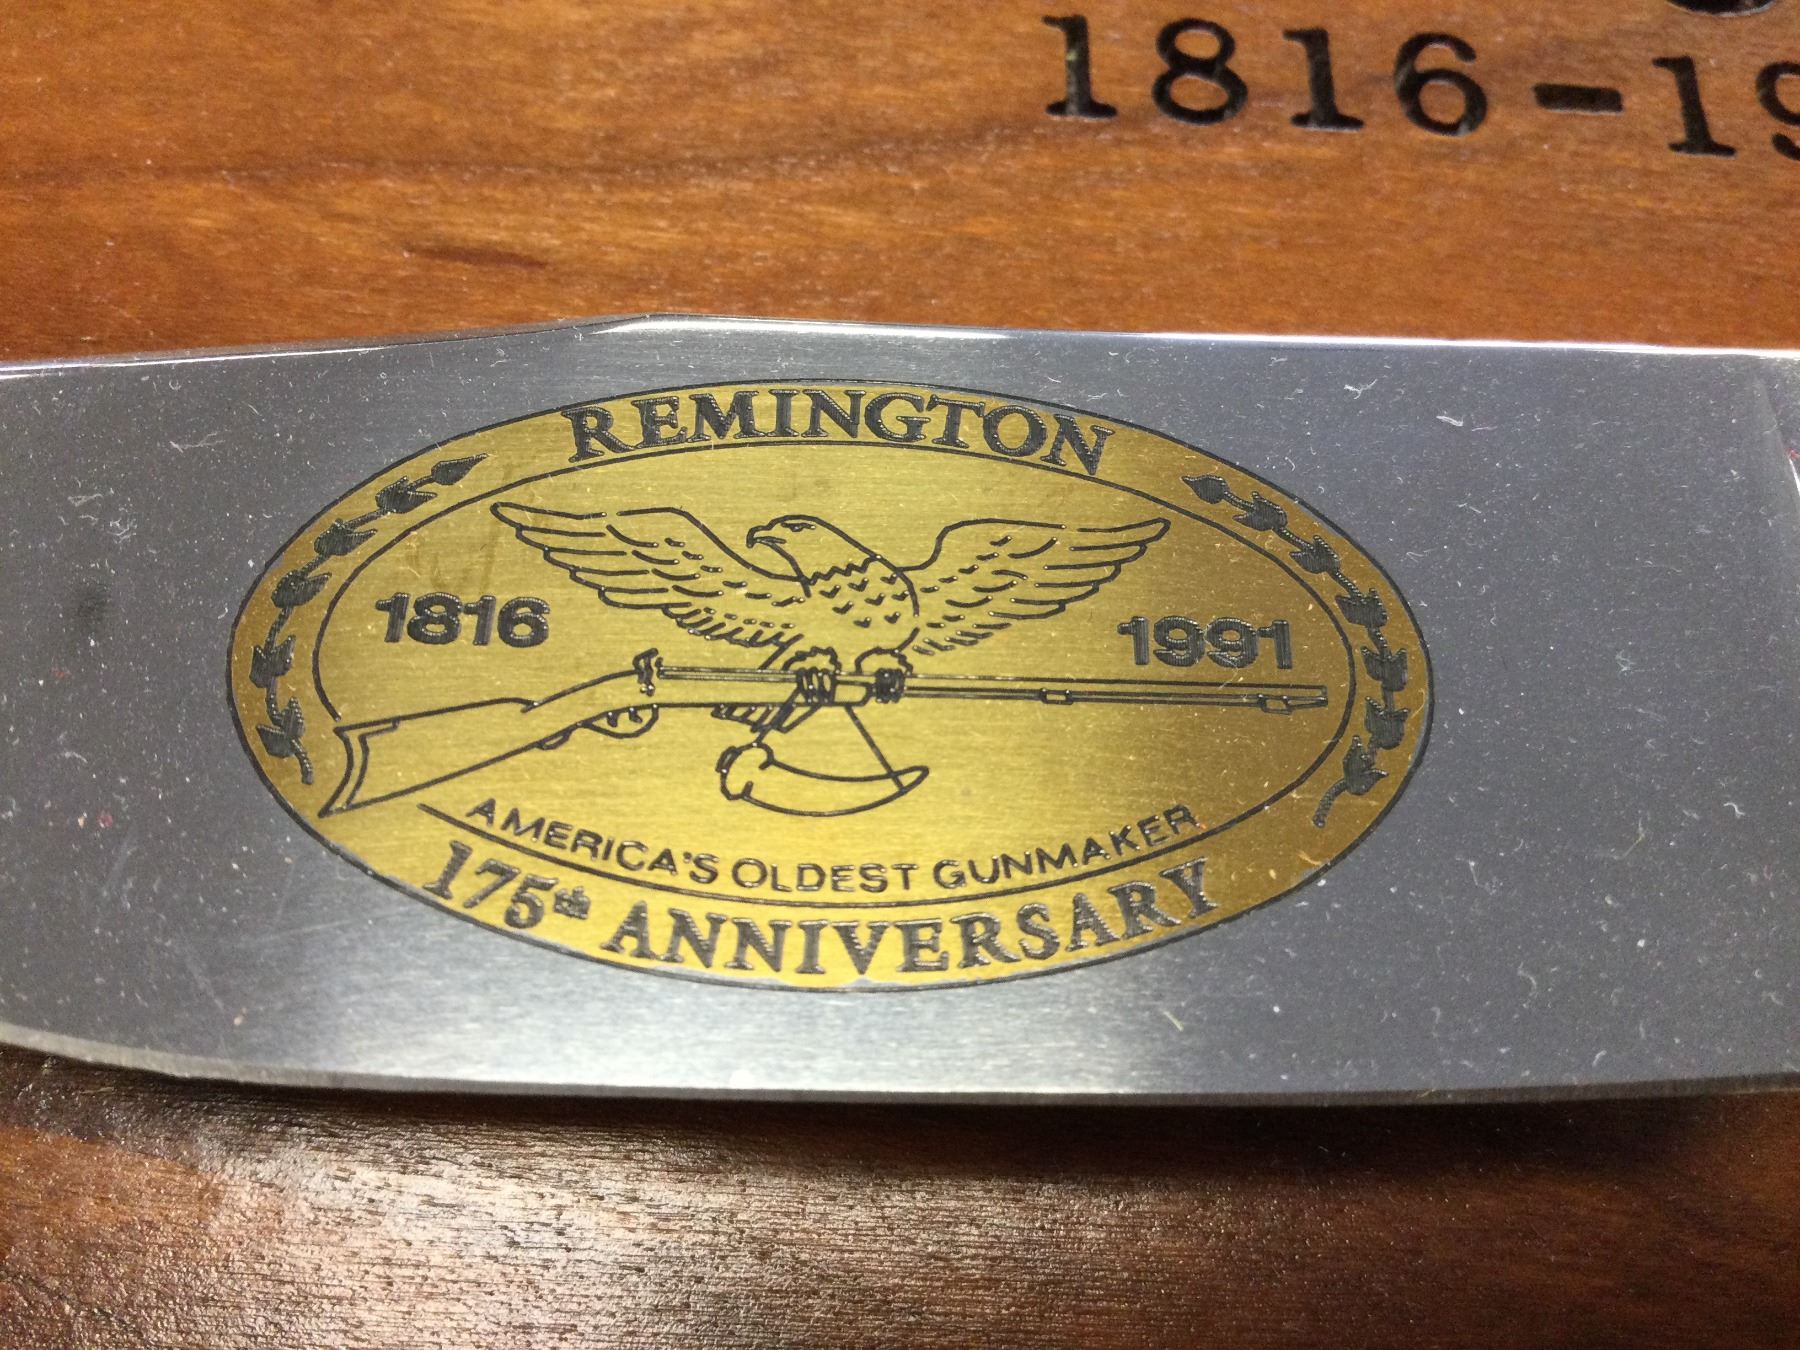 1816-19
REMINGTON
1816
1991
AMERICA'S OLDEST GUNMAKER
175th ANNIVERSARY